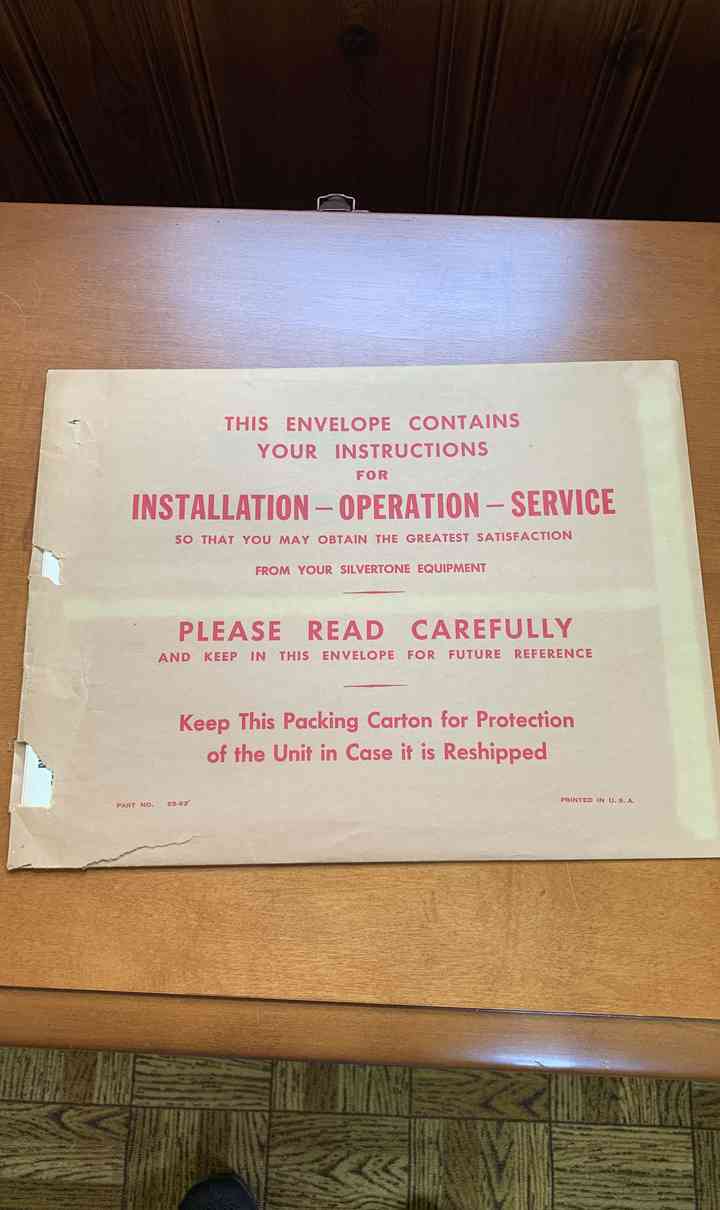 THIS ENVELOPE CONTAINS
YOUR INSTRUCTIONS
FOR
INSTALLATION – OPERATION – SERVICE
SO THAT YOU MAY OBTAIN THE GREATEST SATISFACTION
FROM YOUR SILVERTONE EQUIPMENT
PLEASE READ CAREFULLY
AND KEEP IN THIS ENVELOPE FOR FUTURE REFERENCE
Keep This Packing Carton for Protection
of the Unit in Case it is Reshipped
PART NO.
PRINTED IN U. S. A.